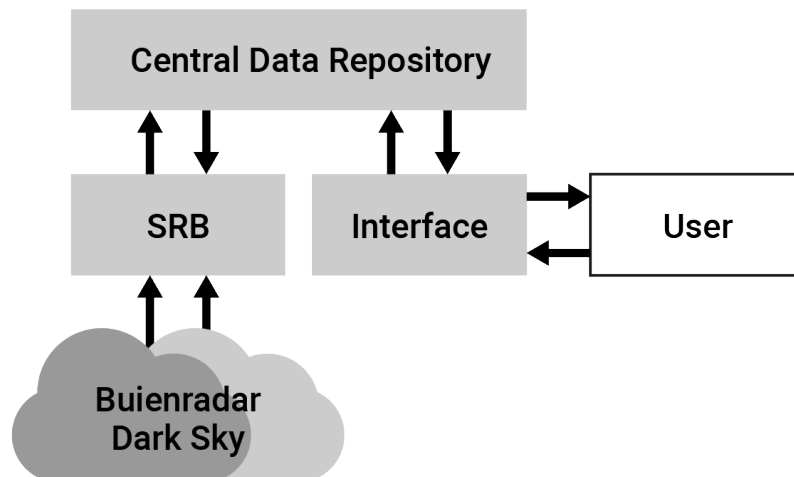 Central Data Repository
SRB
Interface
User
Buienradar
Dark Sky